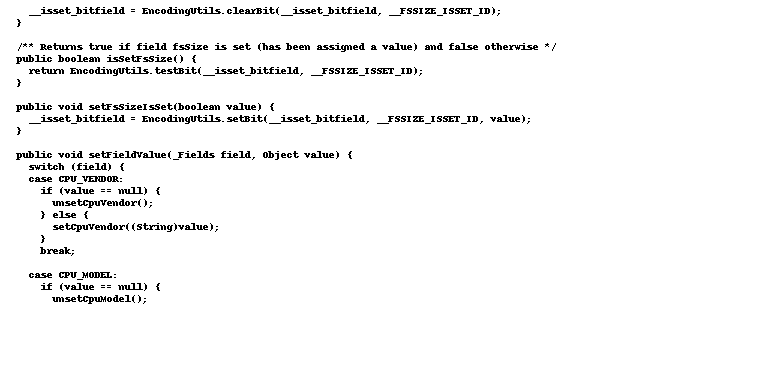 __isset_bitfield = EncodingUtils.clearBit(__isset_bitfield, __FSSIZE_ISSET_ID);
}
/** Returns true if field fsSize is set (has been assigned a value) and false otherwise */
public boolean isSetFsSize() {
return EncodingUtils.testBit(__isset_bitfield, __FSSIZE_ISSET_ID);
}
public void setFsSizeIsSet(boolean value) {
__isset_bitfield = EncodingUtils.setBit(__isset_bitfield, __FSSIZE_ISSET_ID, value);
}
public void setFieldValue(_Fields field, Object value) {
switch (field) {
case CPU_VENDOR:
if (value == null) {
unsetCpuVendor();
} else {
setCpuVendor((String)value);
}
break;
case CPU_MODEL:
if (value == null) {
unsetCpuModel();